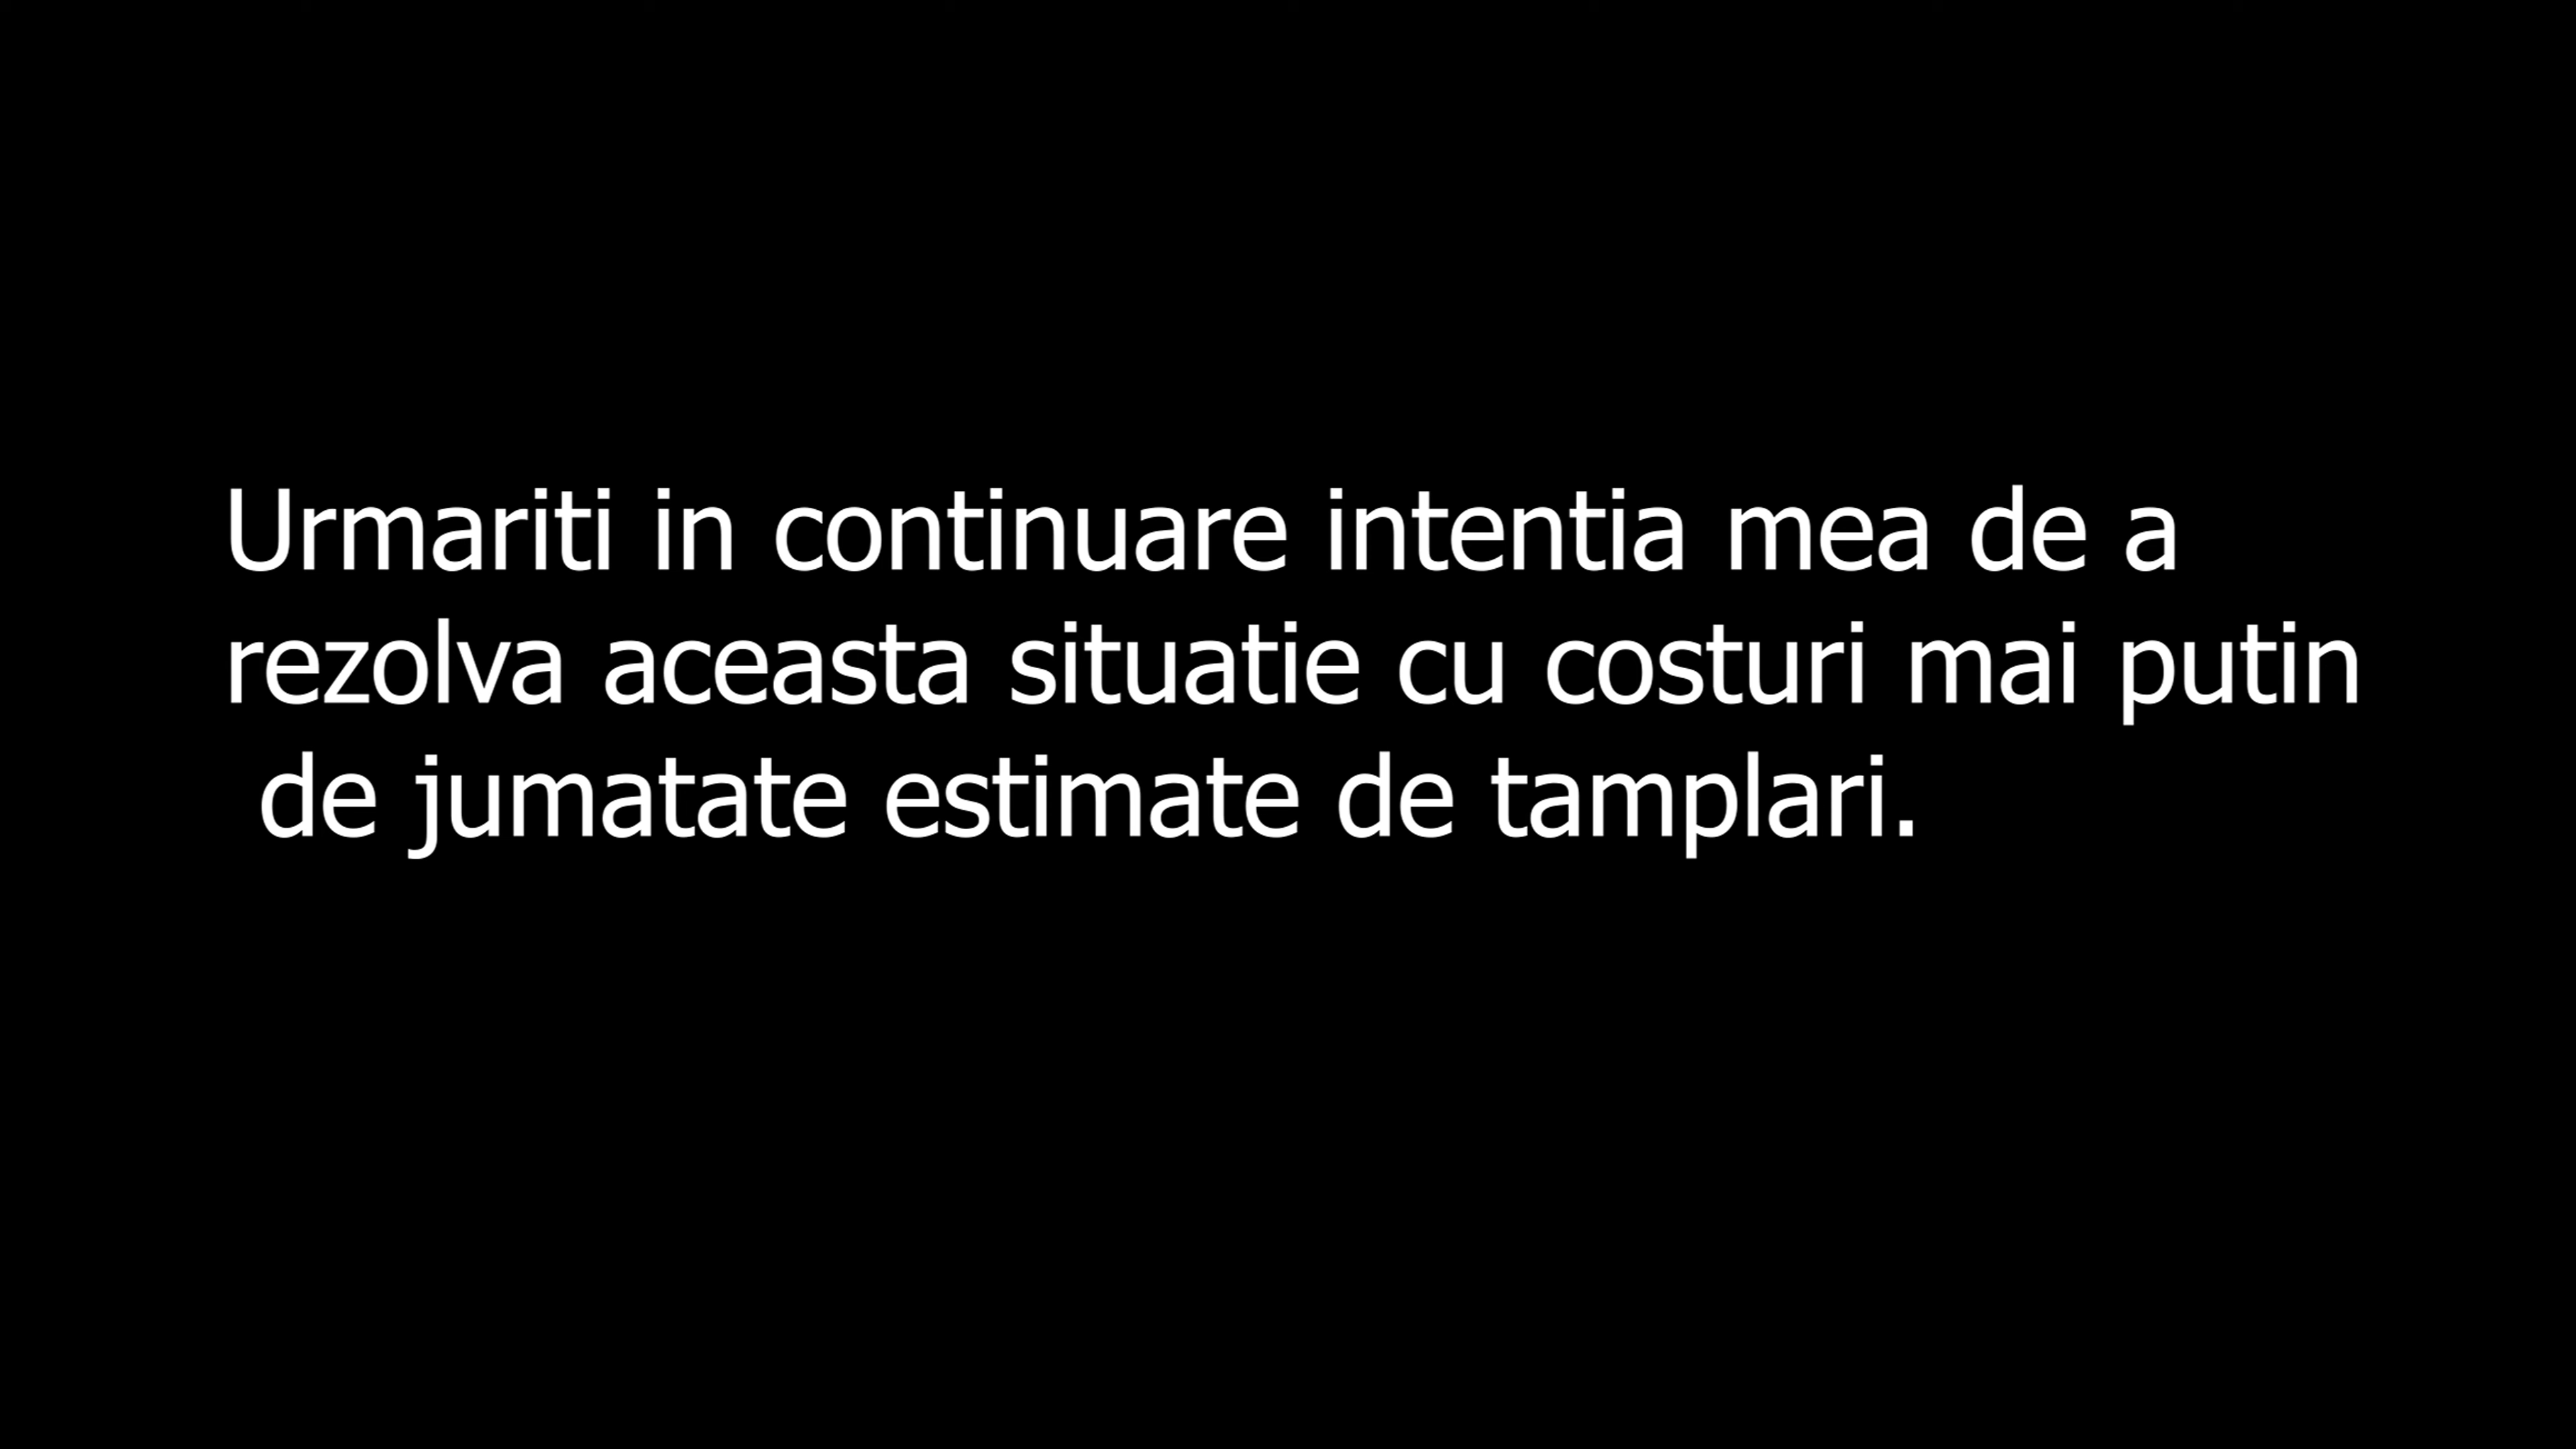 Urmariti in continuare intentia mea de a
rezolva aceasta situatie cu costuri mai putin
de jumatate estimate de tamplari.